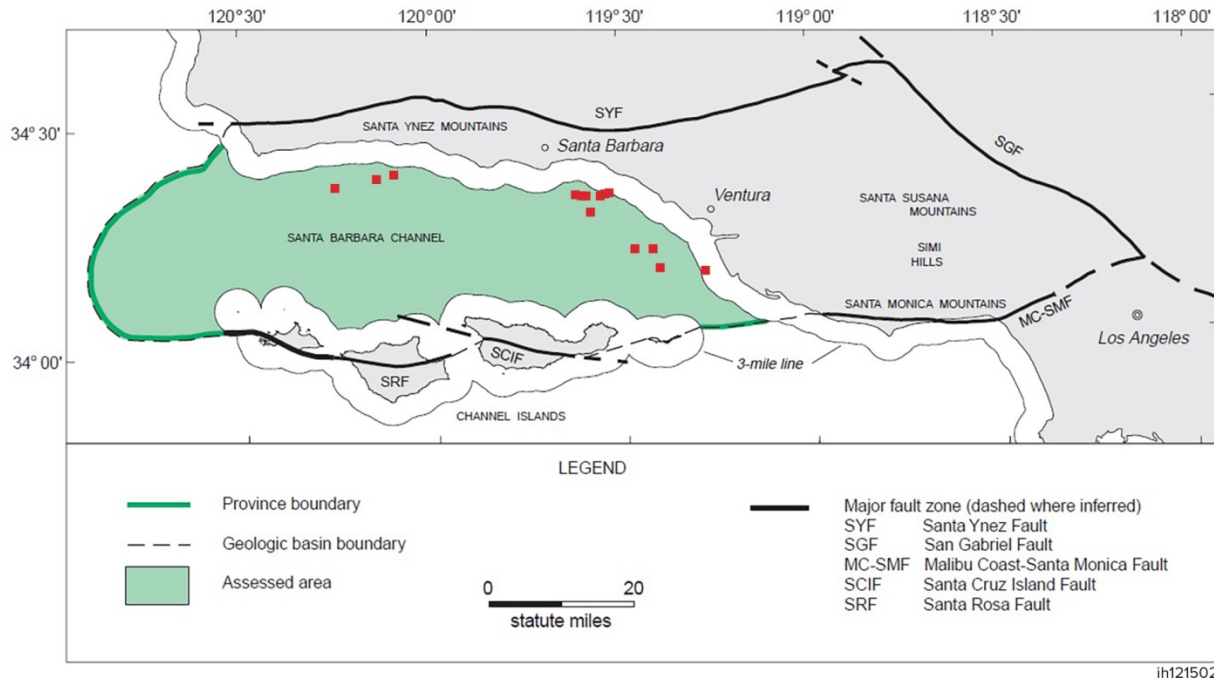 120°30' 120°00' 119°30' 119°00' 118°30' 118°00'
34°30'
34°00'
SYF
SANTA YNEZ MOUNTAINS
Santa Barbara
SGF
Ventura
SANTA SUSANA
MOUNTAINS
SANTA BARBARA CHANNEL
SIMI
HILLS
SANTA MONICA MOUNTAINS
MC-SMF
Los Angeles
SCIF
3-mile line
SRF
CHANNEL ISLANDS
LEGEND
Province boundary
Geologic basin boundary
Assessed area
0 20
statute miles
Major fault zone (dashed where inferred)
SYF Santa Ynez Fault
SGF San Gabriel Fault
MC-SMF Malibu Coast-Santa Monica Fault
SCIF Santa Cruz Island Fault
SRF Santa Rosa Fault
ih121502